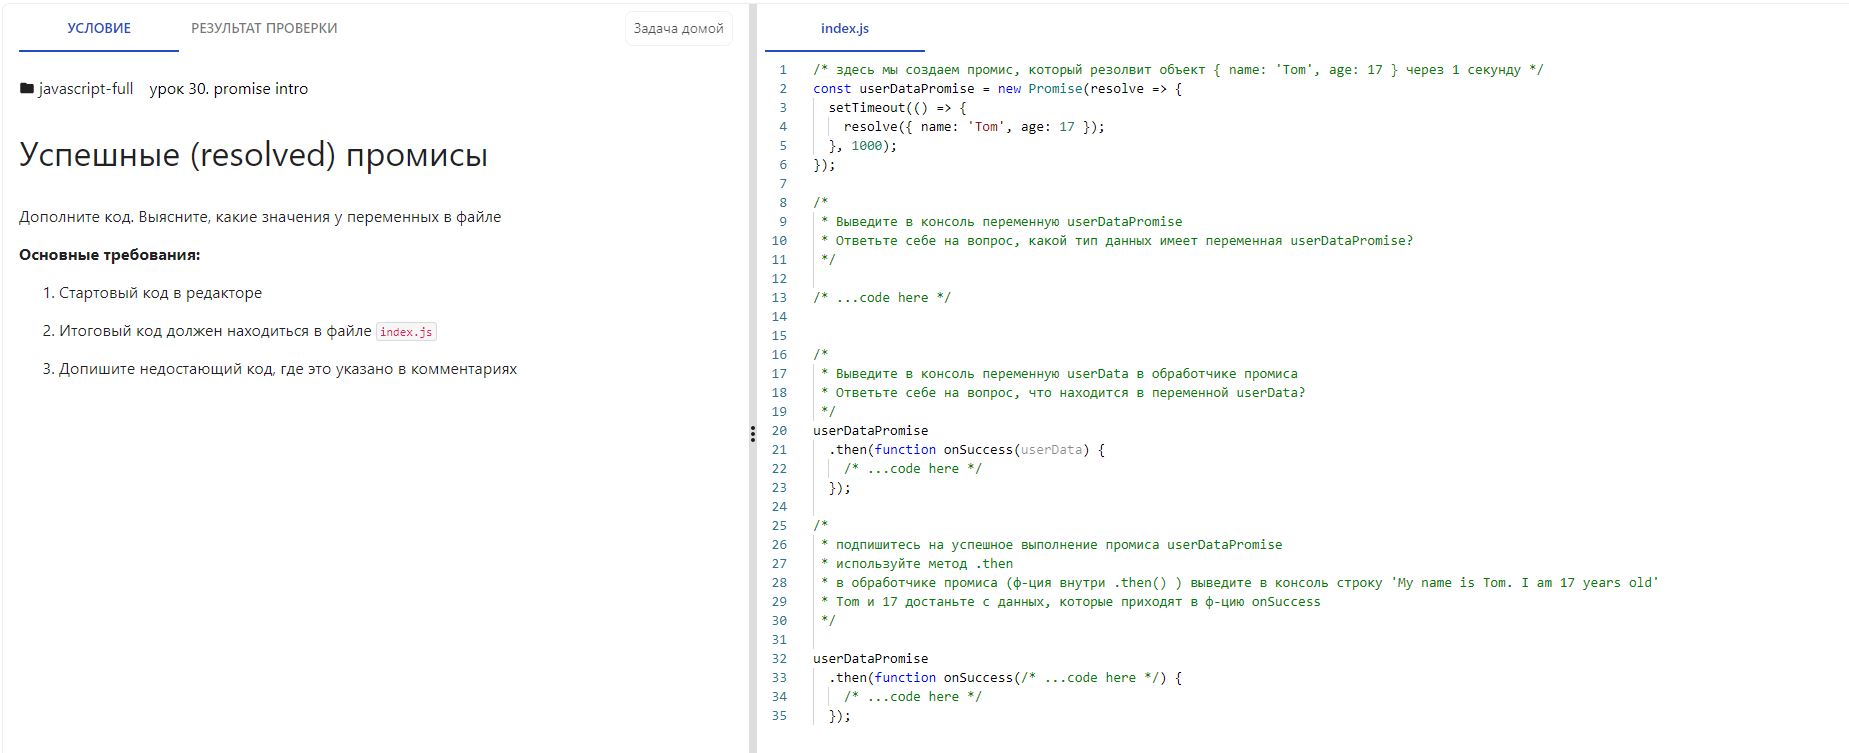 УСЛОВИЕ
РЕЗУЛЬТАТ ПРОВЕРКИ
Задача домой
javascript-full урок 30. promise intro
Успешные (resolved) промисы
Дополните код. Выясните, какие значения у переменных в файле
Основные требования:
1. Стартовый код в редакторе
2. Итоговый код должен находиться в файле index.js
3. Допишите недостающий код, где это указано в комментариях
index.js
1 /* здесь мы создаем промис, который резолвит объект { name: 'Tom', age: 17 } через 1 секунду */
2 const userDataPromise = new Promise(resolve => {
3 setTimeout(() => {
4 resolve({ name: 'Tom', age: 17 });
5 }, 1000);
6 });
7
8 /*
9 * Выведите в консоль переменную userDataPromise
10 * Ответьте себе на вопрос, какой тип данных имеет переменная userDataPromise?
11 */
12
13 /* ...code here */
14
15
16 /*
17 * Выведите в консоль переменную userData в обработчике промиса
18 * Ответьте себе на вопрос, что находится в переменной userData?
19 */
20 userDataPromise
21 .then(function onSuccess(userData) {
22 /* ...code here */
23 });
24
25 /*
26 * подпишитесь на успешное выполнение промиса userDataPromise
27 * используйте метод .then
28 * в обработчике промиса (ф-ция внутри .then() ) выведите в консоль строку 'My name is Tom. I am 17 years old'
29 * Tom и 17 достаньте с данных, которые приходят в ф-цию onSuccess
30 */
31
32 userDataPromise
33 .then(function onSuccess(/* ...code here */) {
34 /* ...code here */
35 });